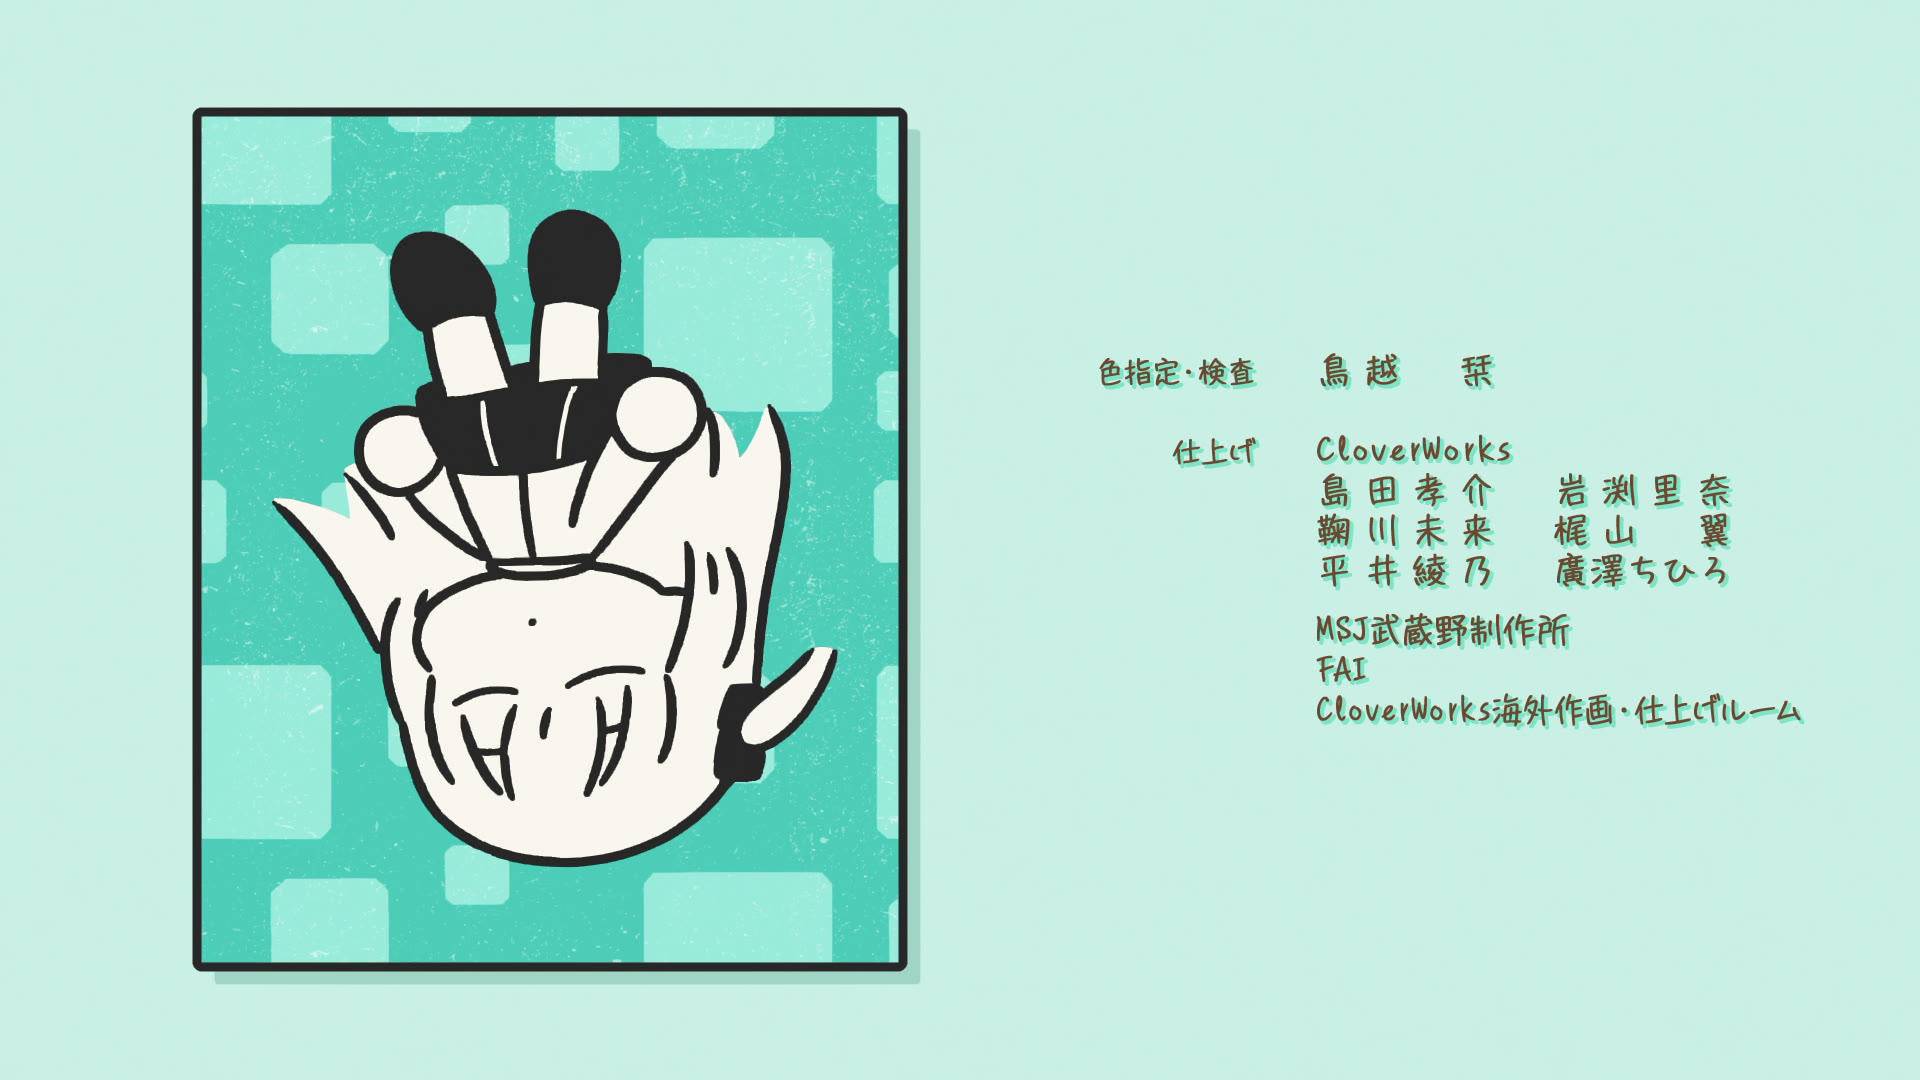 色指定・検査 鳥越 栞
仕上げ CloverWorks
島田孝介 岩渕里奈
鞠川未来 梶山 翼
平井綾乃 廣澤ちひろ
MSJ武蔵野制作所
FAI
CloverWorks海外作画・仕上げルーム